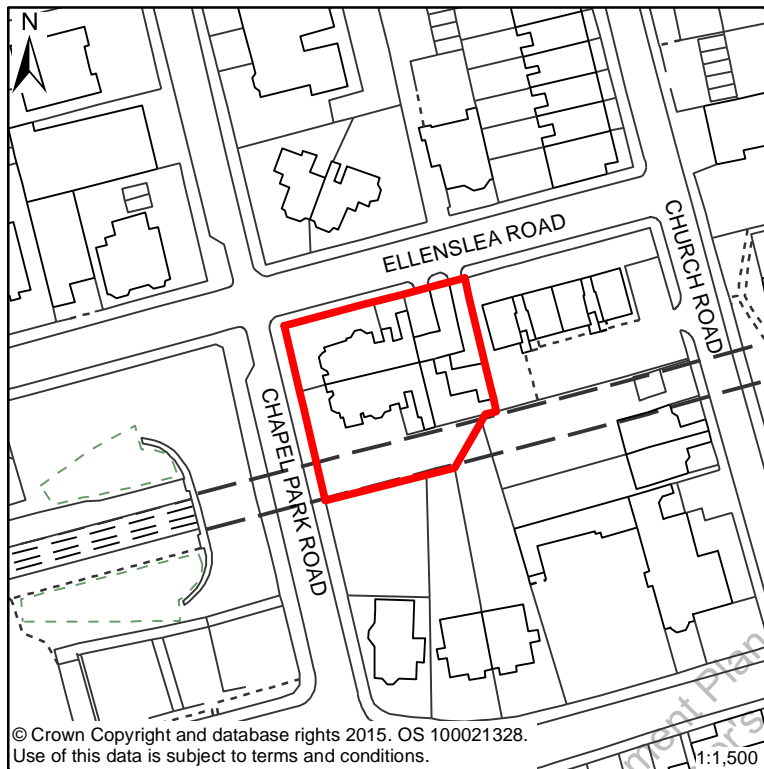 N
ELLENSLEA ROAD
CHURCH ROAD
CHAPEL PARK ROAD
© Crown Copyright and database rights 2015. OS 100021328.
Use of this data is subject to terms and conditions.
1:1,500